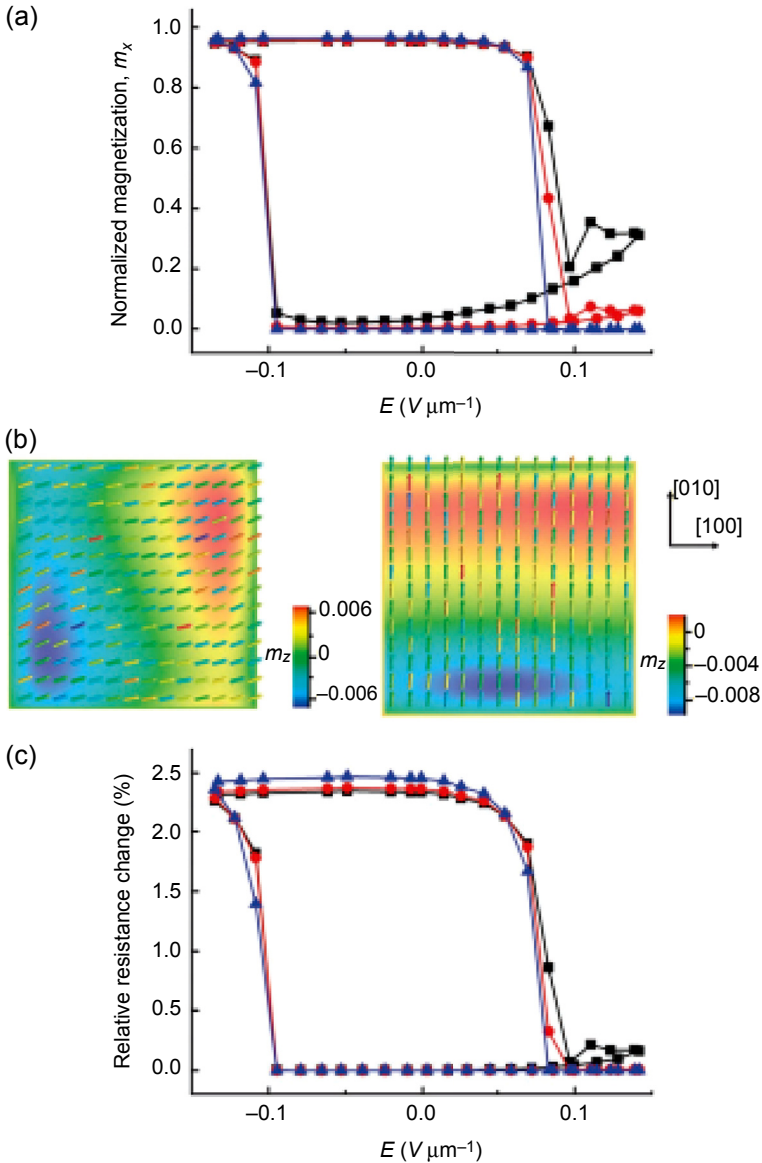 (a)
Normalized magnetization, mₓ
1.0
0.8
0.6
0.4
0.2
0.0
–0.1
0.0
0.1
E (V μm⁻¹)
(b)
0.006
0
–0.006
m_z
[010]
[100]
0
–0.004
–0.008
m_z
(c)
Relative resistance change (%)
2.5
2.0
1.5
1.0
0.5
0.0
–0.1
0.0
0.1
E (V μm⁻¹)